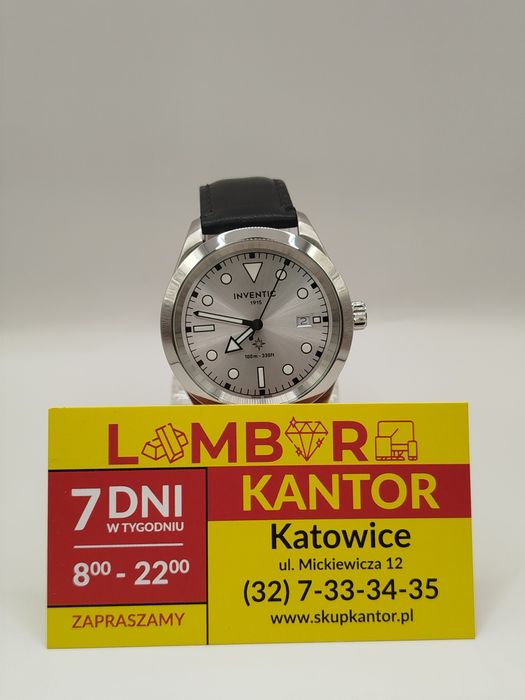 INVENTIC
1915
2
100m - 330ft
LOMBARD
7 DNI
W TYGODNIU
8⁰⁰ - 22⁰⁰
ZAPRASZAMY
KANTOR
Katowice
ul. Mickiewicza 12
(32) 7-33-34-35
www.skupkantor.pl